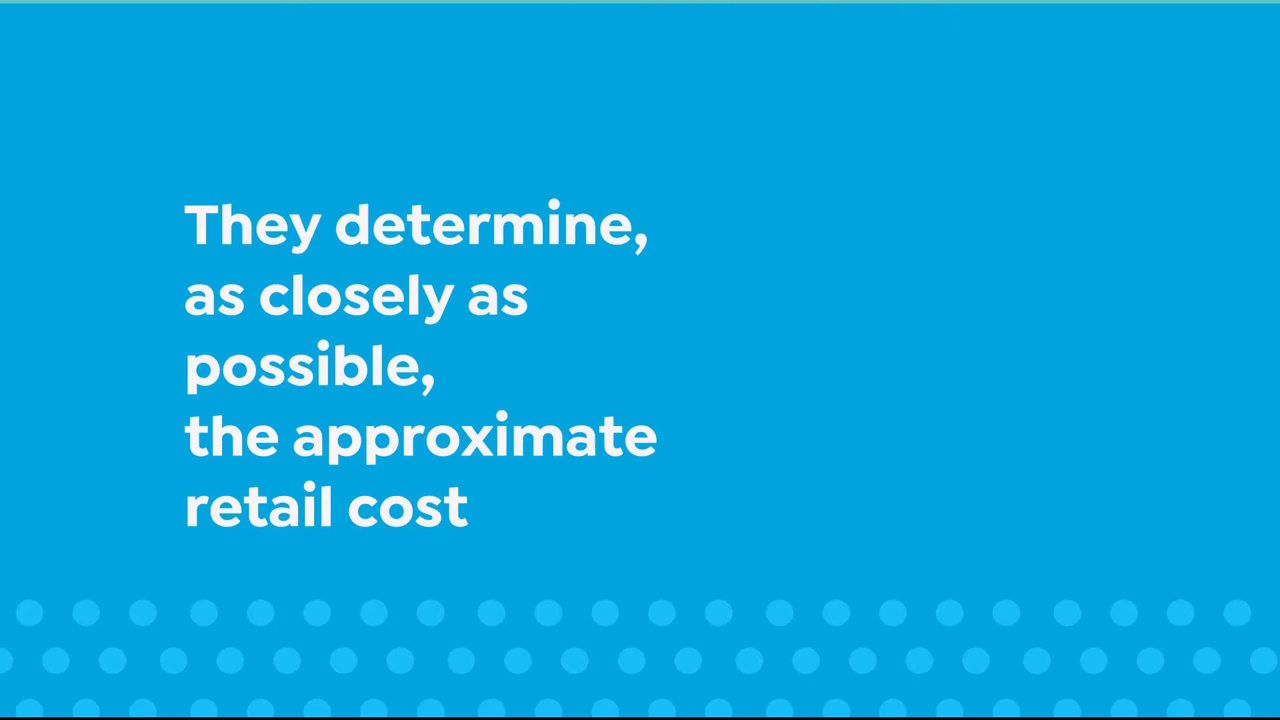 They determine,
as closely as
possible,
the approximate
retail cost